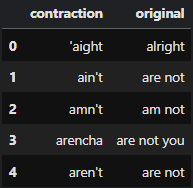 contraction original
0 'aight alright
1 ain't are not
2 amn't am not
3 arencha are not you
4 aren't are not